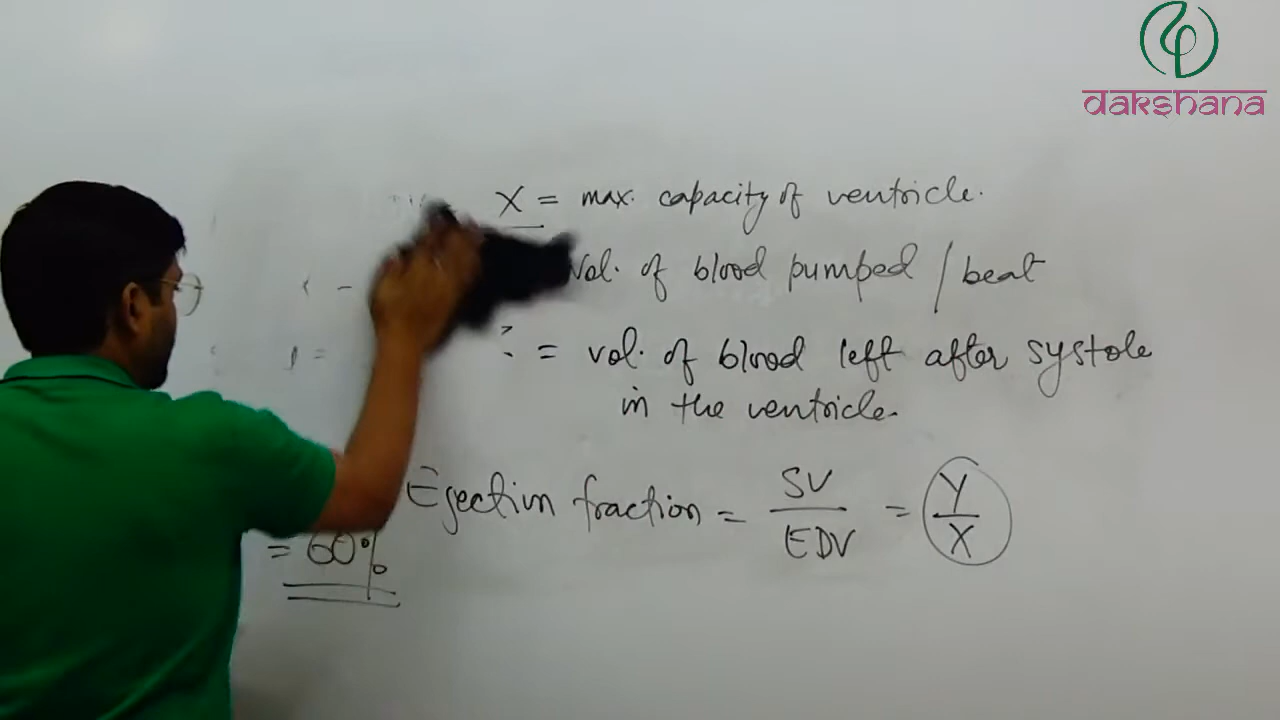 dakshana
X = max. capacity of ventricle.
Vol. of blood pumped / beat
= vol. of blood left after systole
in the ventricle.
Ejection fraction = SV / EDV = Y / X
= 60%